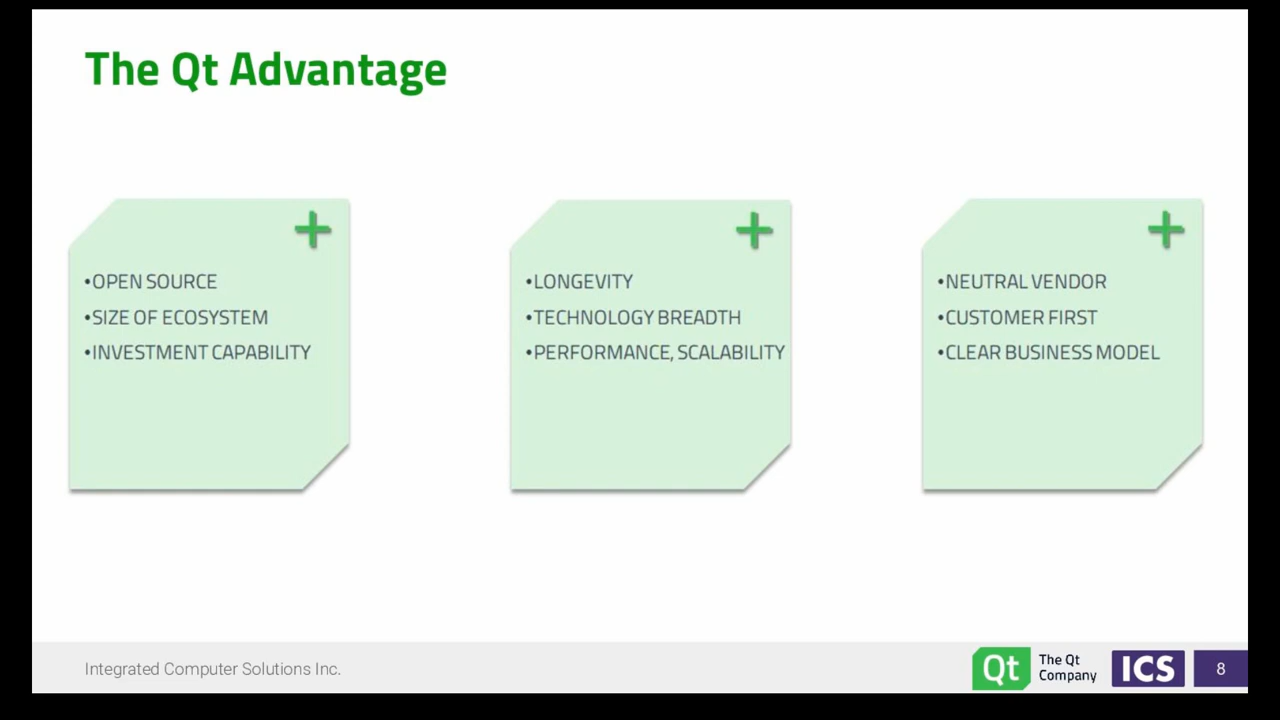 The Qt Advantage
•OPEN SOURCE
•SIZE OF ECOSYSTEM
•INVESTMENT CAPABILITY
•LONGEVITY
•TECHNOLOGY BREADTH
•PERFORMANCE, SCALABILITY
•NEUTRAL VENDOR
•CUSTOMER FIRST
•CLEAR BUSINESS MODEL
Integrated Computer Solutions Inc.
Qt
The Qt
Company
ICS
8